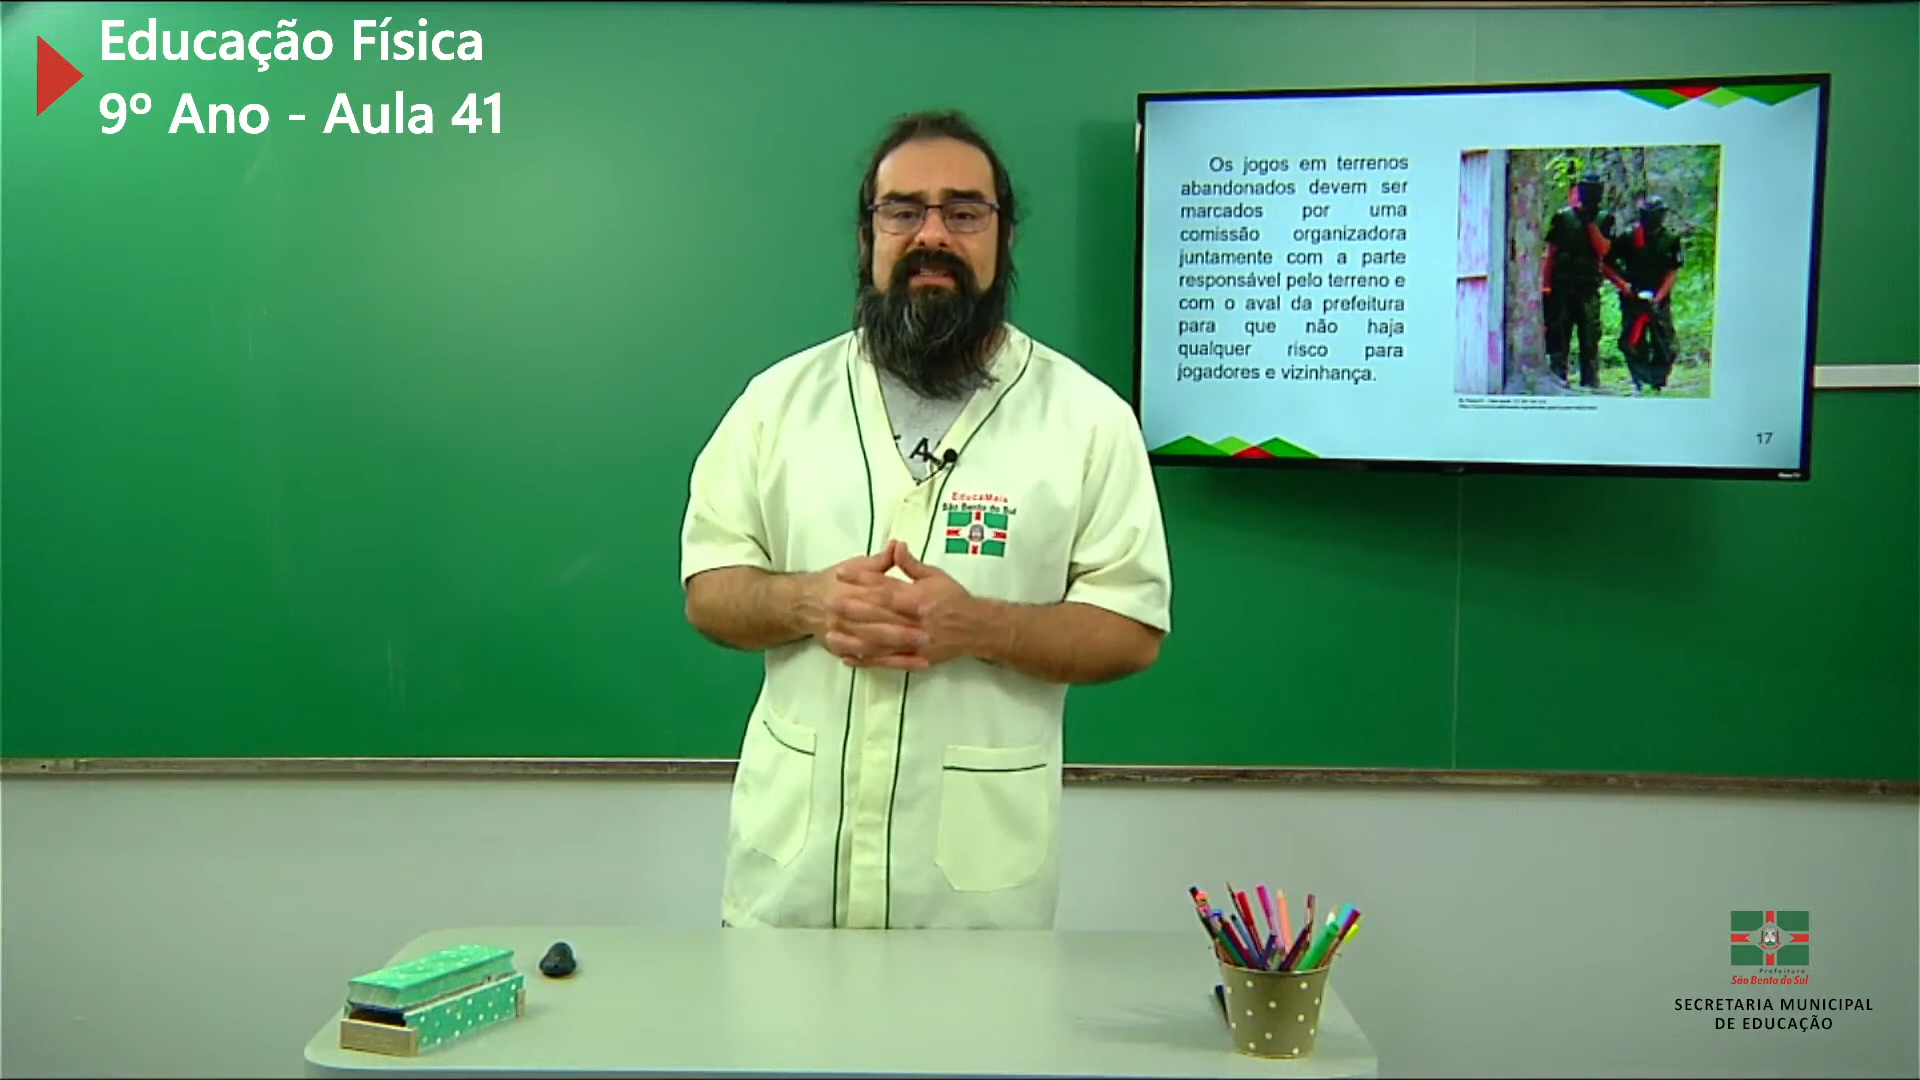 Educação Física
9º Ano - Aula 41
Os jogos em terrenos
abandonados devem ser
marcados por uma
comissão organizadora
juntamente com a parte
responsável pelo terreno e
com o aval da prefeitura
para que não haja
qualquer risco para
jogadores e vizinhança.
17
EducaMais
São Bento do Sul
Prefeitura
São Bento do Sul
SECRETARIA MUNICIPAL
DE EDUCAÇÃO